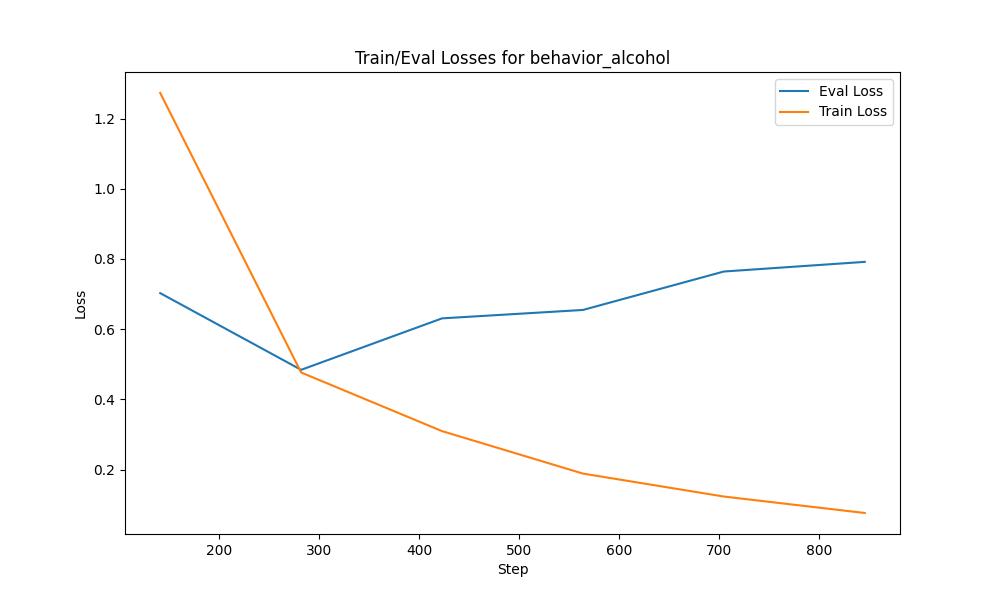 Train/Eval Losses for behavior_alcohol
Eval Loss
Train Loss
1.2
1.0
0.8
0.6
0.4
0.2
Loss
200 300 400 500 600 700 800
Step